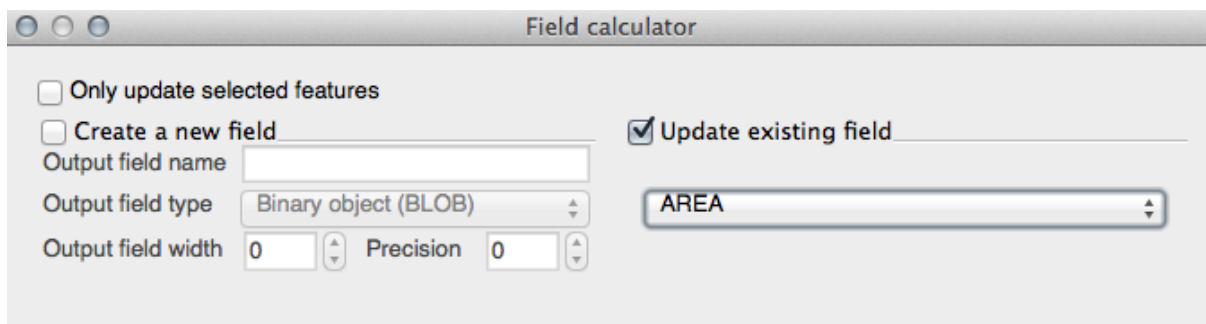 Field calculator
Only update selected features
Create a new field
Update existing field
Output field name
Output field type Binary object (BLOB)
AREA
Output field width 0 Precision 0